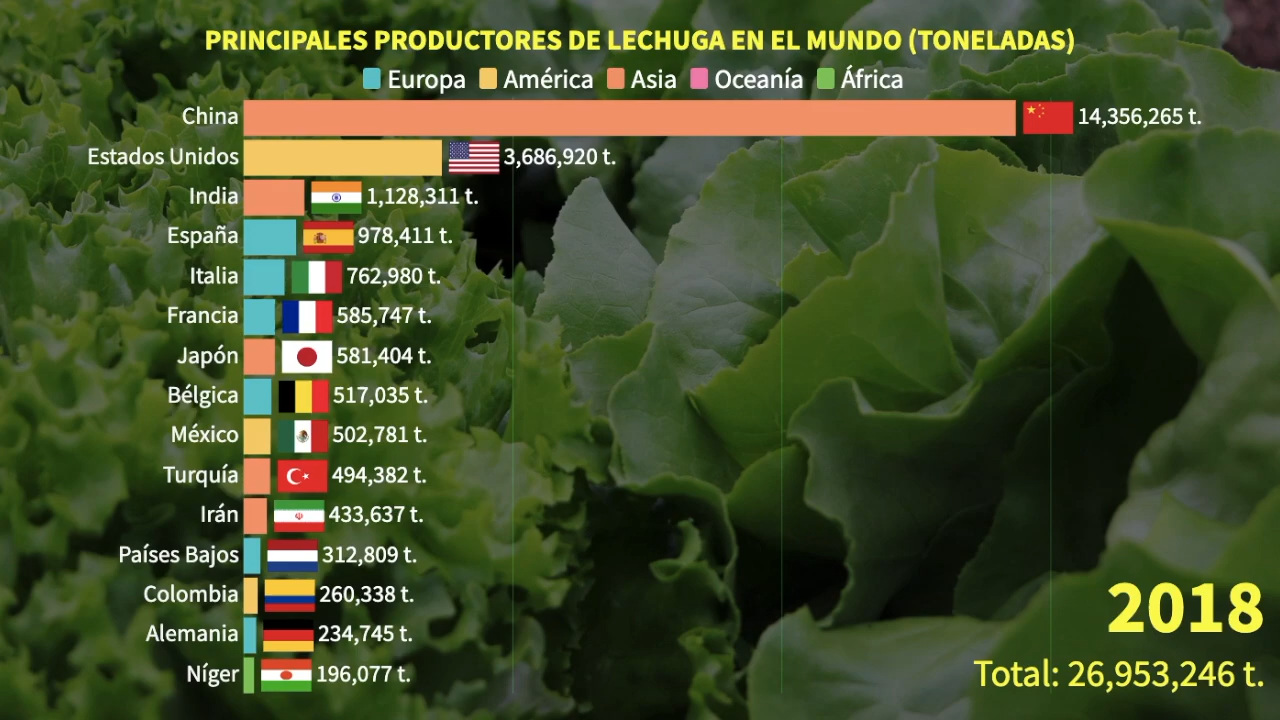 PRINCIPALES PRODUCTORES DE LECHUGA EN EL MUNDO (TONELADAS)
Europa América Asia Oceanía África
China 14,356,265 t.
Estados Unidos 3,686,920 t.
India 1,128,311 t.
España 978,411 t.
Italia 762,980 t.
Francia 585,747 t.
Japón 581,404 t.
Bélgica 517,035 t.
México 502,781 t.
Turquía 494,382 t.
Irán 433,637 t.
Países Bajos 312,809 t.
Colombia 260,338 t.
Alemania 234,745 t.
Níger 196,077 t.
2018
Total: 26,953,246 t.